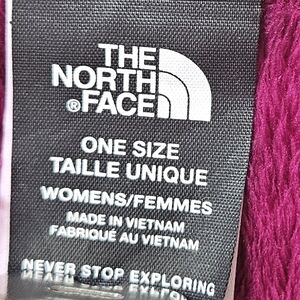 THE
NORTH
® FACE
ONE SIZE
TAILLE UNIQUE
WOMENS/FEMMES
MADE IN VIETNAM
FABRIQUÉ AU VIETNAM
NEVER STOP EXPLORING